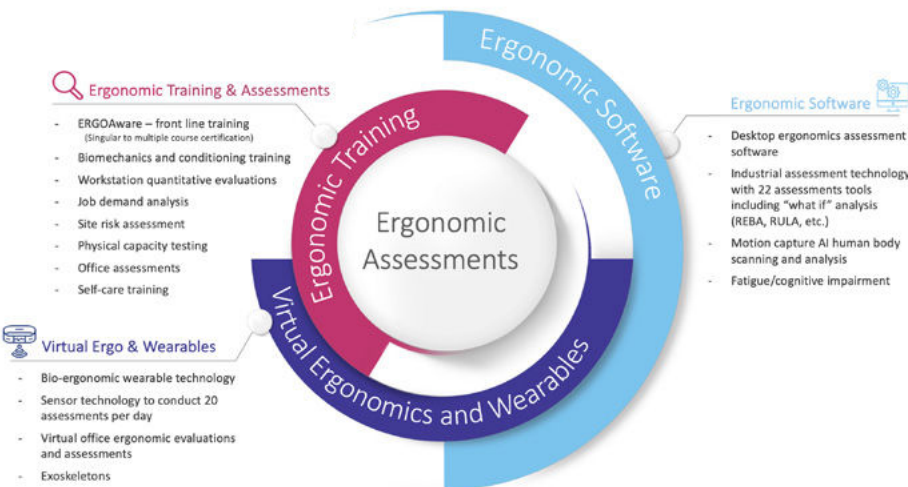 Ergonomic Training & Assessments
- ERGOAware – front line training
(Singular to multiple course certification)
- Biomechanics and conditioning training
- Workstation quantitative evaluations
- Job demand analysis
- Site risk assessment
- Physical capacity testing
- Office assessments
- Self-care training
Virtual Ergo & Wearables
- Bio-ergonomic wearable technology
- Sensor technology to conduct 20
assessments per day
- Virtual office ergonomic evaluations
and assessments
- Exoskeletons
Ergonomic Training
Ergonomic
Assessments
Virtual Ergonomics and Wearables
Ergonomic Software
Ergonomic Software
- Desktop ergonomics assessment
software
- Industrial assessment technology
with 22 assessments tools
including “what if” analysis
(REBA, RULA, etc.)
- Motion capture AI human body
scanning and analysis
- Fatigue/cognitive impairment